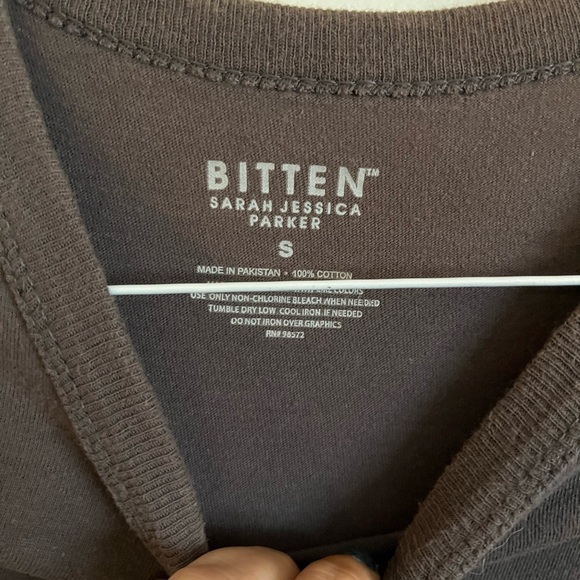 BITTEN™
SARAH JESSICA
PARKER
S
MADE IN PAKISTAN • 100% COTTON
COLORS
USE ONLY NON-CHLORINE BLEACH WHEN NEEDED
TUMBLE DRY LOW COOL IRON IF NEEDED
DO NOT IRON OVER GRAPHICS
RN# 98572